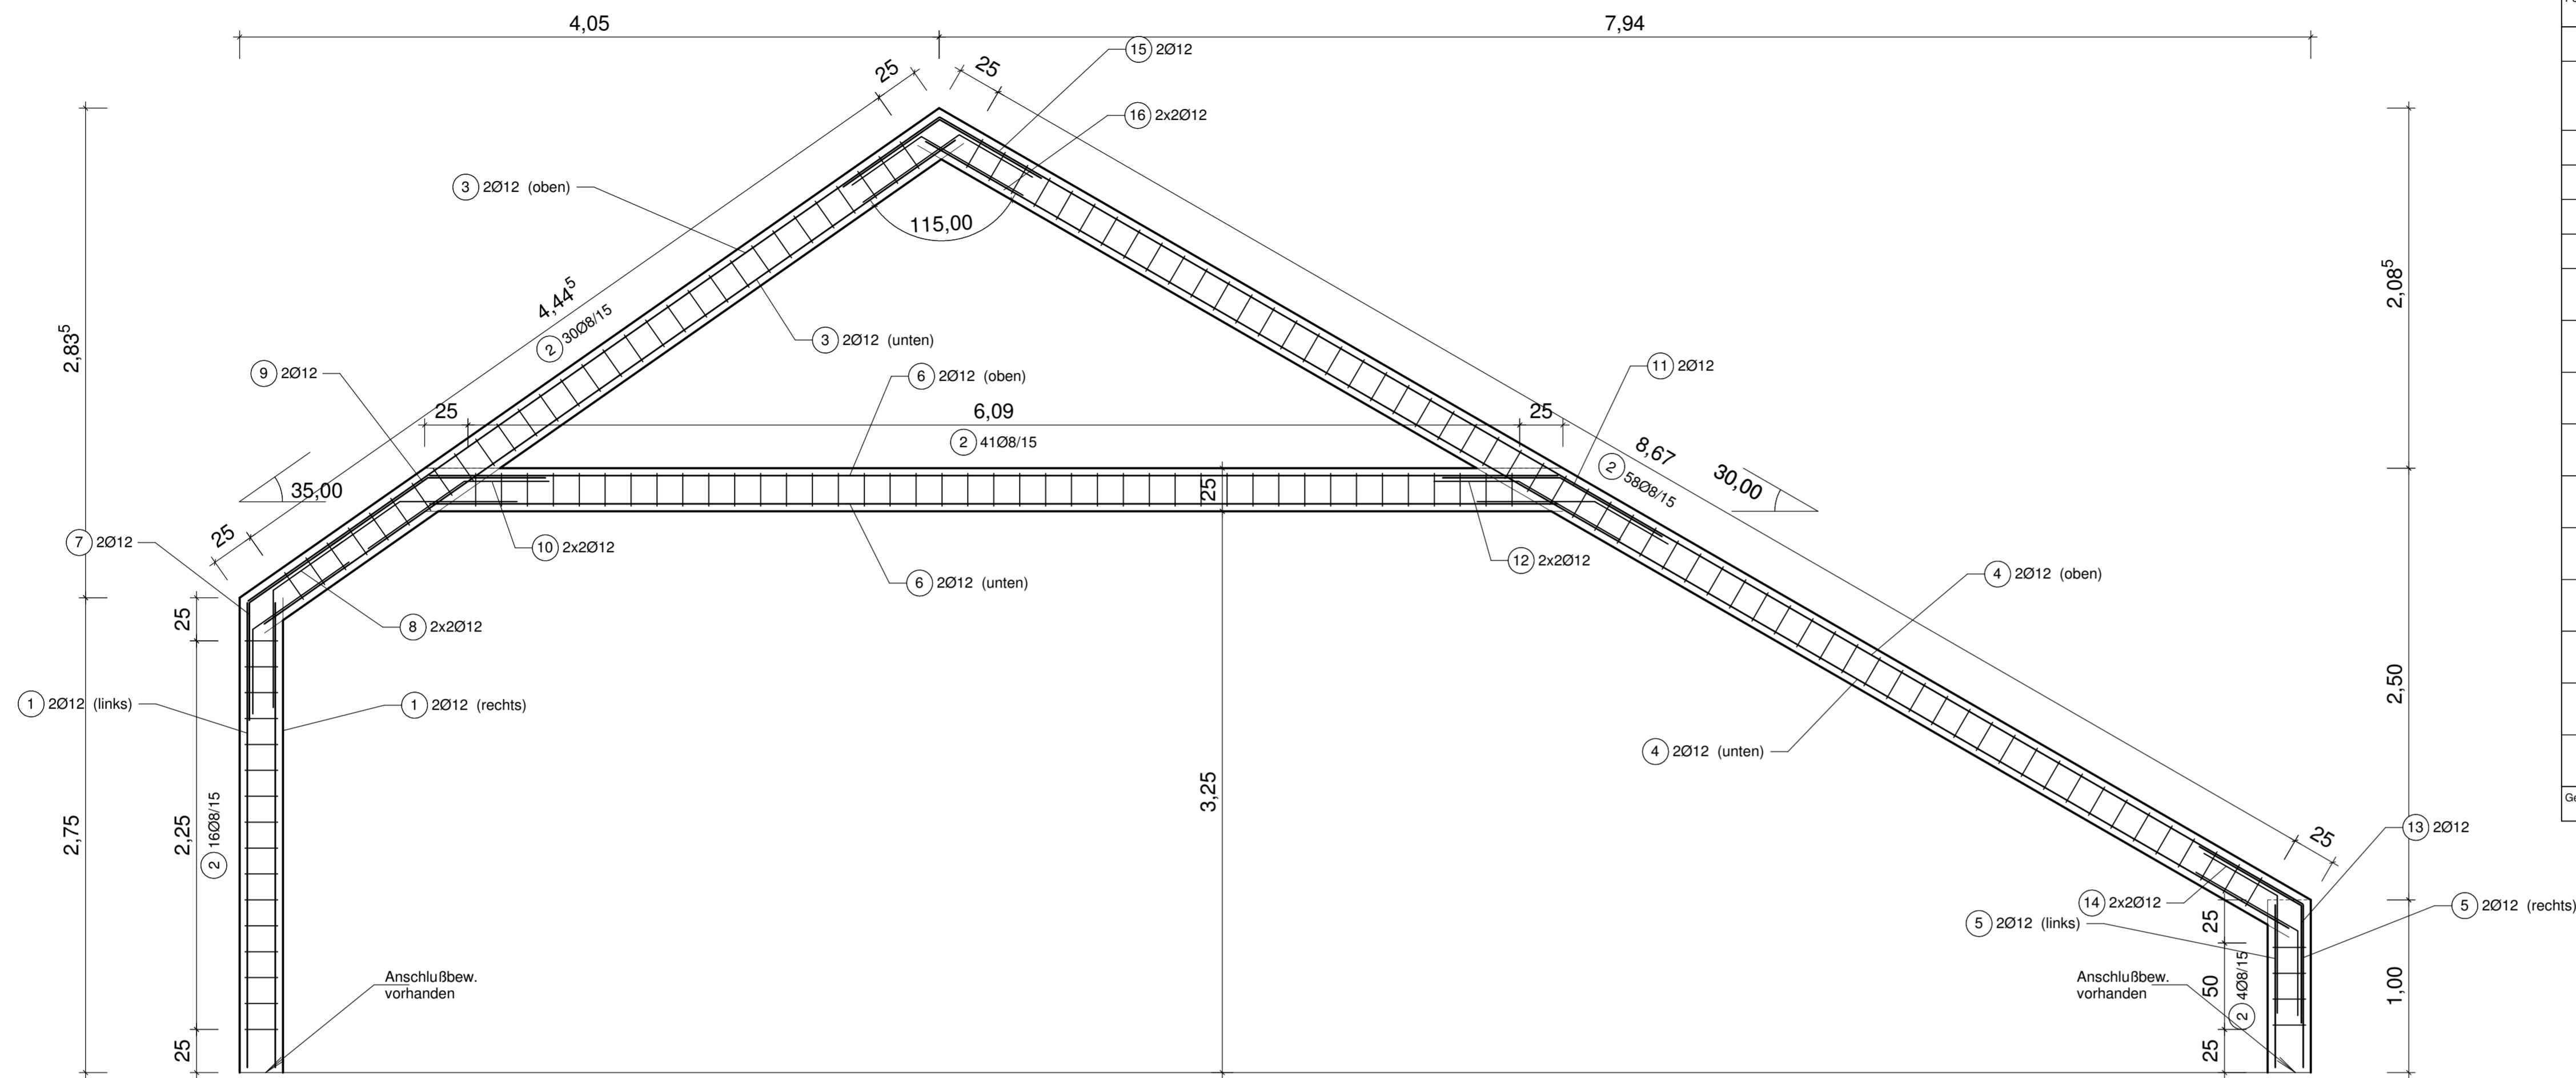 4,05
7,94
25
25
15 2Ø12
16 2x2Ø12
3 2Ø12 (oben)
115,00
4,44⁵
2 30Ø8/15
2,83⁵
2,08⁵
3 2Ø12 (unten)
9 2Ø12
6 2Ø12 (oben)
11 2Ø12
25
6,09
25
2 41Ø8/15
8,67
2 58Ø8/15
30,00
35,00
25
25
7 2Ø12
10 2x2Ø12
12 2x2Ø12
6 2Ø12 (unten)
4 2Ø12 (oben)
25
8 2x2Ø12
1 2Ø12 (links)
1 2Ø12 (rechts)
2,50
4 2Ø12 (unten)
3,25
2,75
2,25
2 16Ø8/15
25
13 2Ø12
14 2x2Ø12
5 2Ø12 (links)
5 2Ø12 (rechts)
25
Anschlußbew.
vorhanden
Anschlußbew.
vorhanden
50
2 4Ø8/15
1,00
25
25
Ge